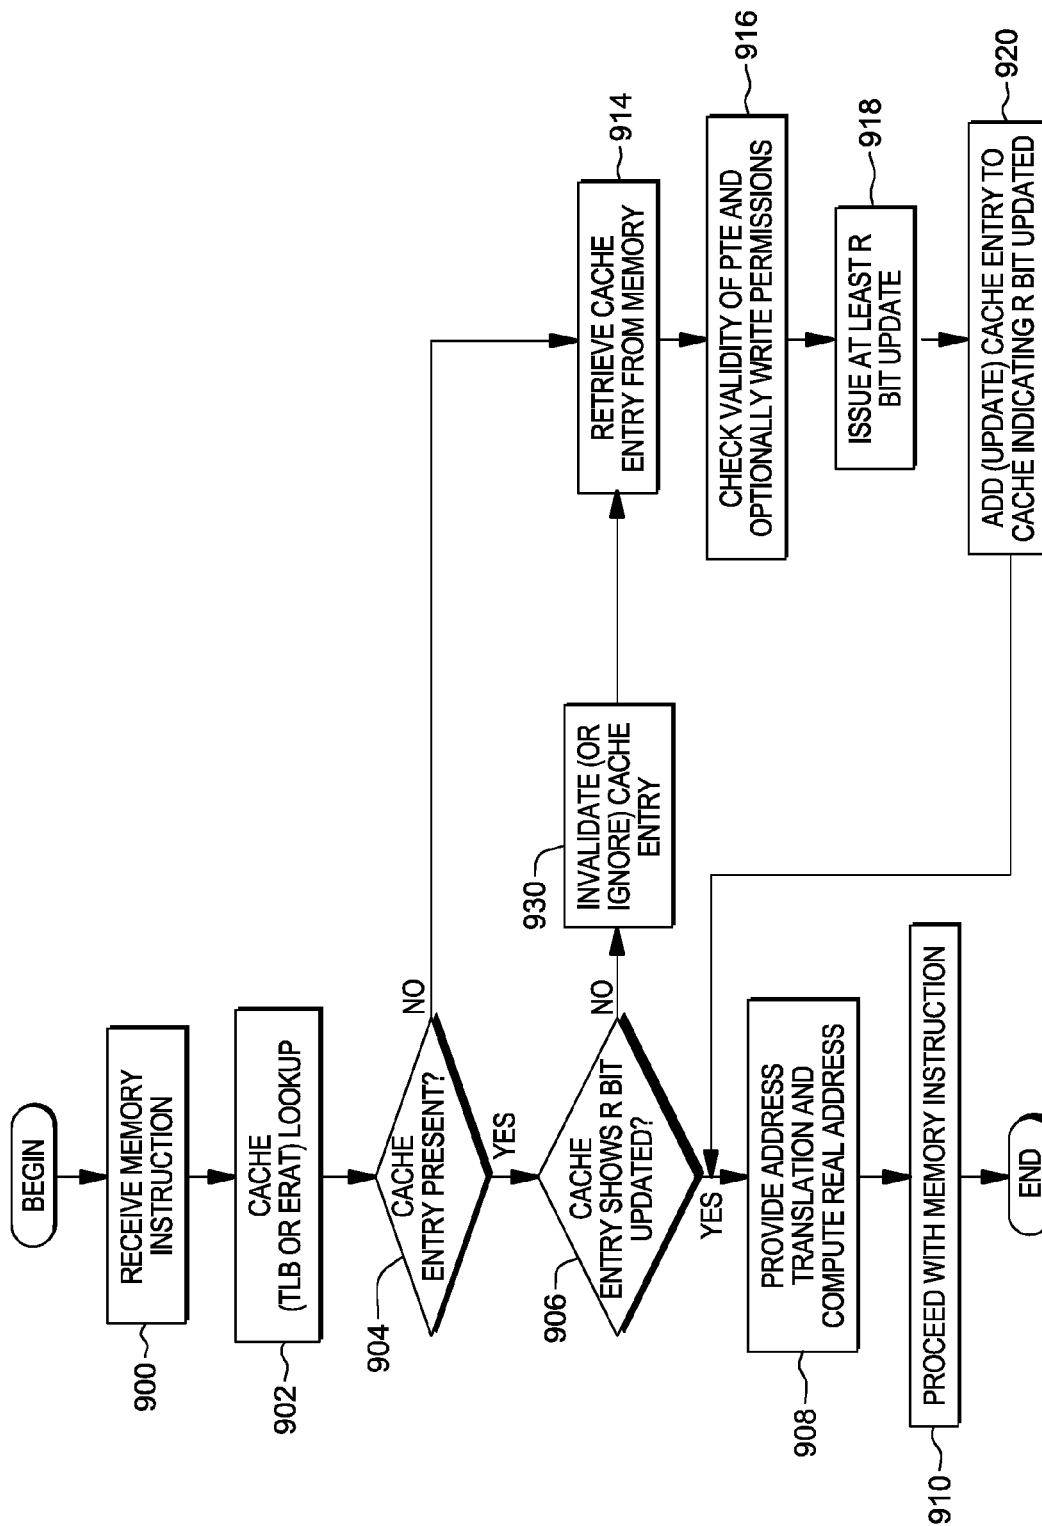 BEGIN
900
RECEIVE MEMORY
INSTRUCTION
902
CACHE
(TLB OR ERAT) LOOKUP
904
CACHE
ENTRY PRESENT?
NO
YES
906
CACHE
ENTRY SHOWS R BIT
UPDATED?
NO
YES
930
INVALIDATE (OR
IGNORE) CACHE
ENTRY
908
PROVIDE ADDRESS
TRANSLATION AND
COMPUTE REAL ADDRESS
910
PROCEED WITH MEMORY INSTRUCTION
END
RETRIEVE CACHE
ENTRY FROM MEMORY
914
CHECK VALIDITY OF PTE AND
OPTIONALLY WRITE PERMISSIONS
916
ISSUE AT LEAST R
BIT UPDATE
918
ADD (UPDATE) CACHE ENTRY TO
CACHE INDICATING R BIT UPDATED
920